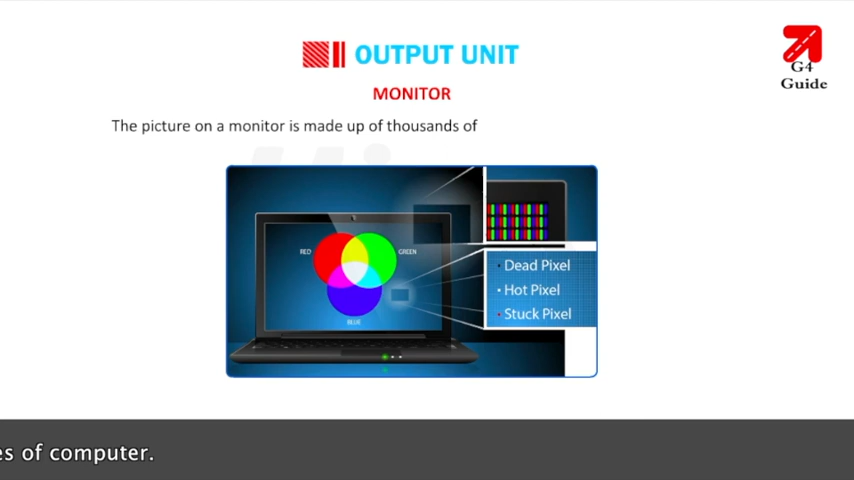 OUTPUT UNIT
G4
Guide
MONITOR
The picture on a monitor is made up of thousands of
RED
GREEN
BLUE
• Dead Pixel
• Hot Pixel
• Stuck Pixel
of computer.